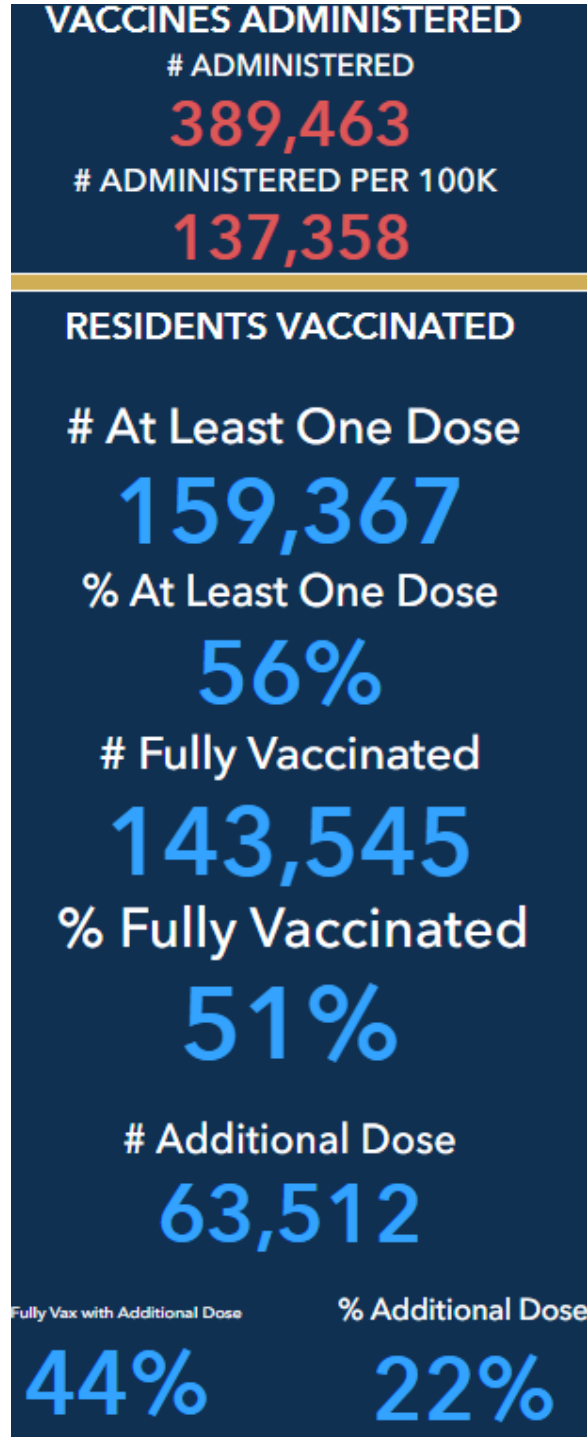 VACCINES ADMINISTERED
# ADMINISTERED
389,463
# ADMINISTERED PER 100K
137,358
RESIDENTS VACCINATED
# At Least One Dose
159,367
% At Least One Dose
56%
# Fully Vaccinated
143,545
% Fully Vaccinated
51%
# Additional Dose
63,512
Fully Vax with Additional Dose
44%
% Additional Dose
22%